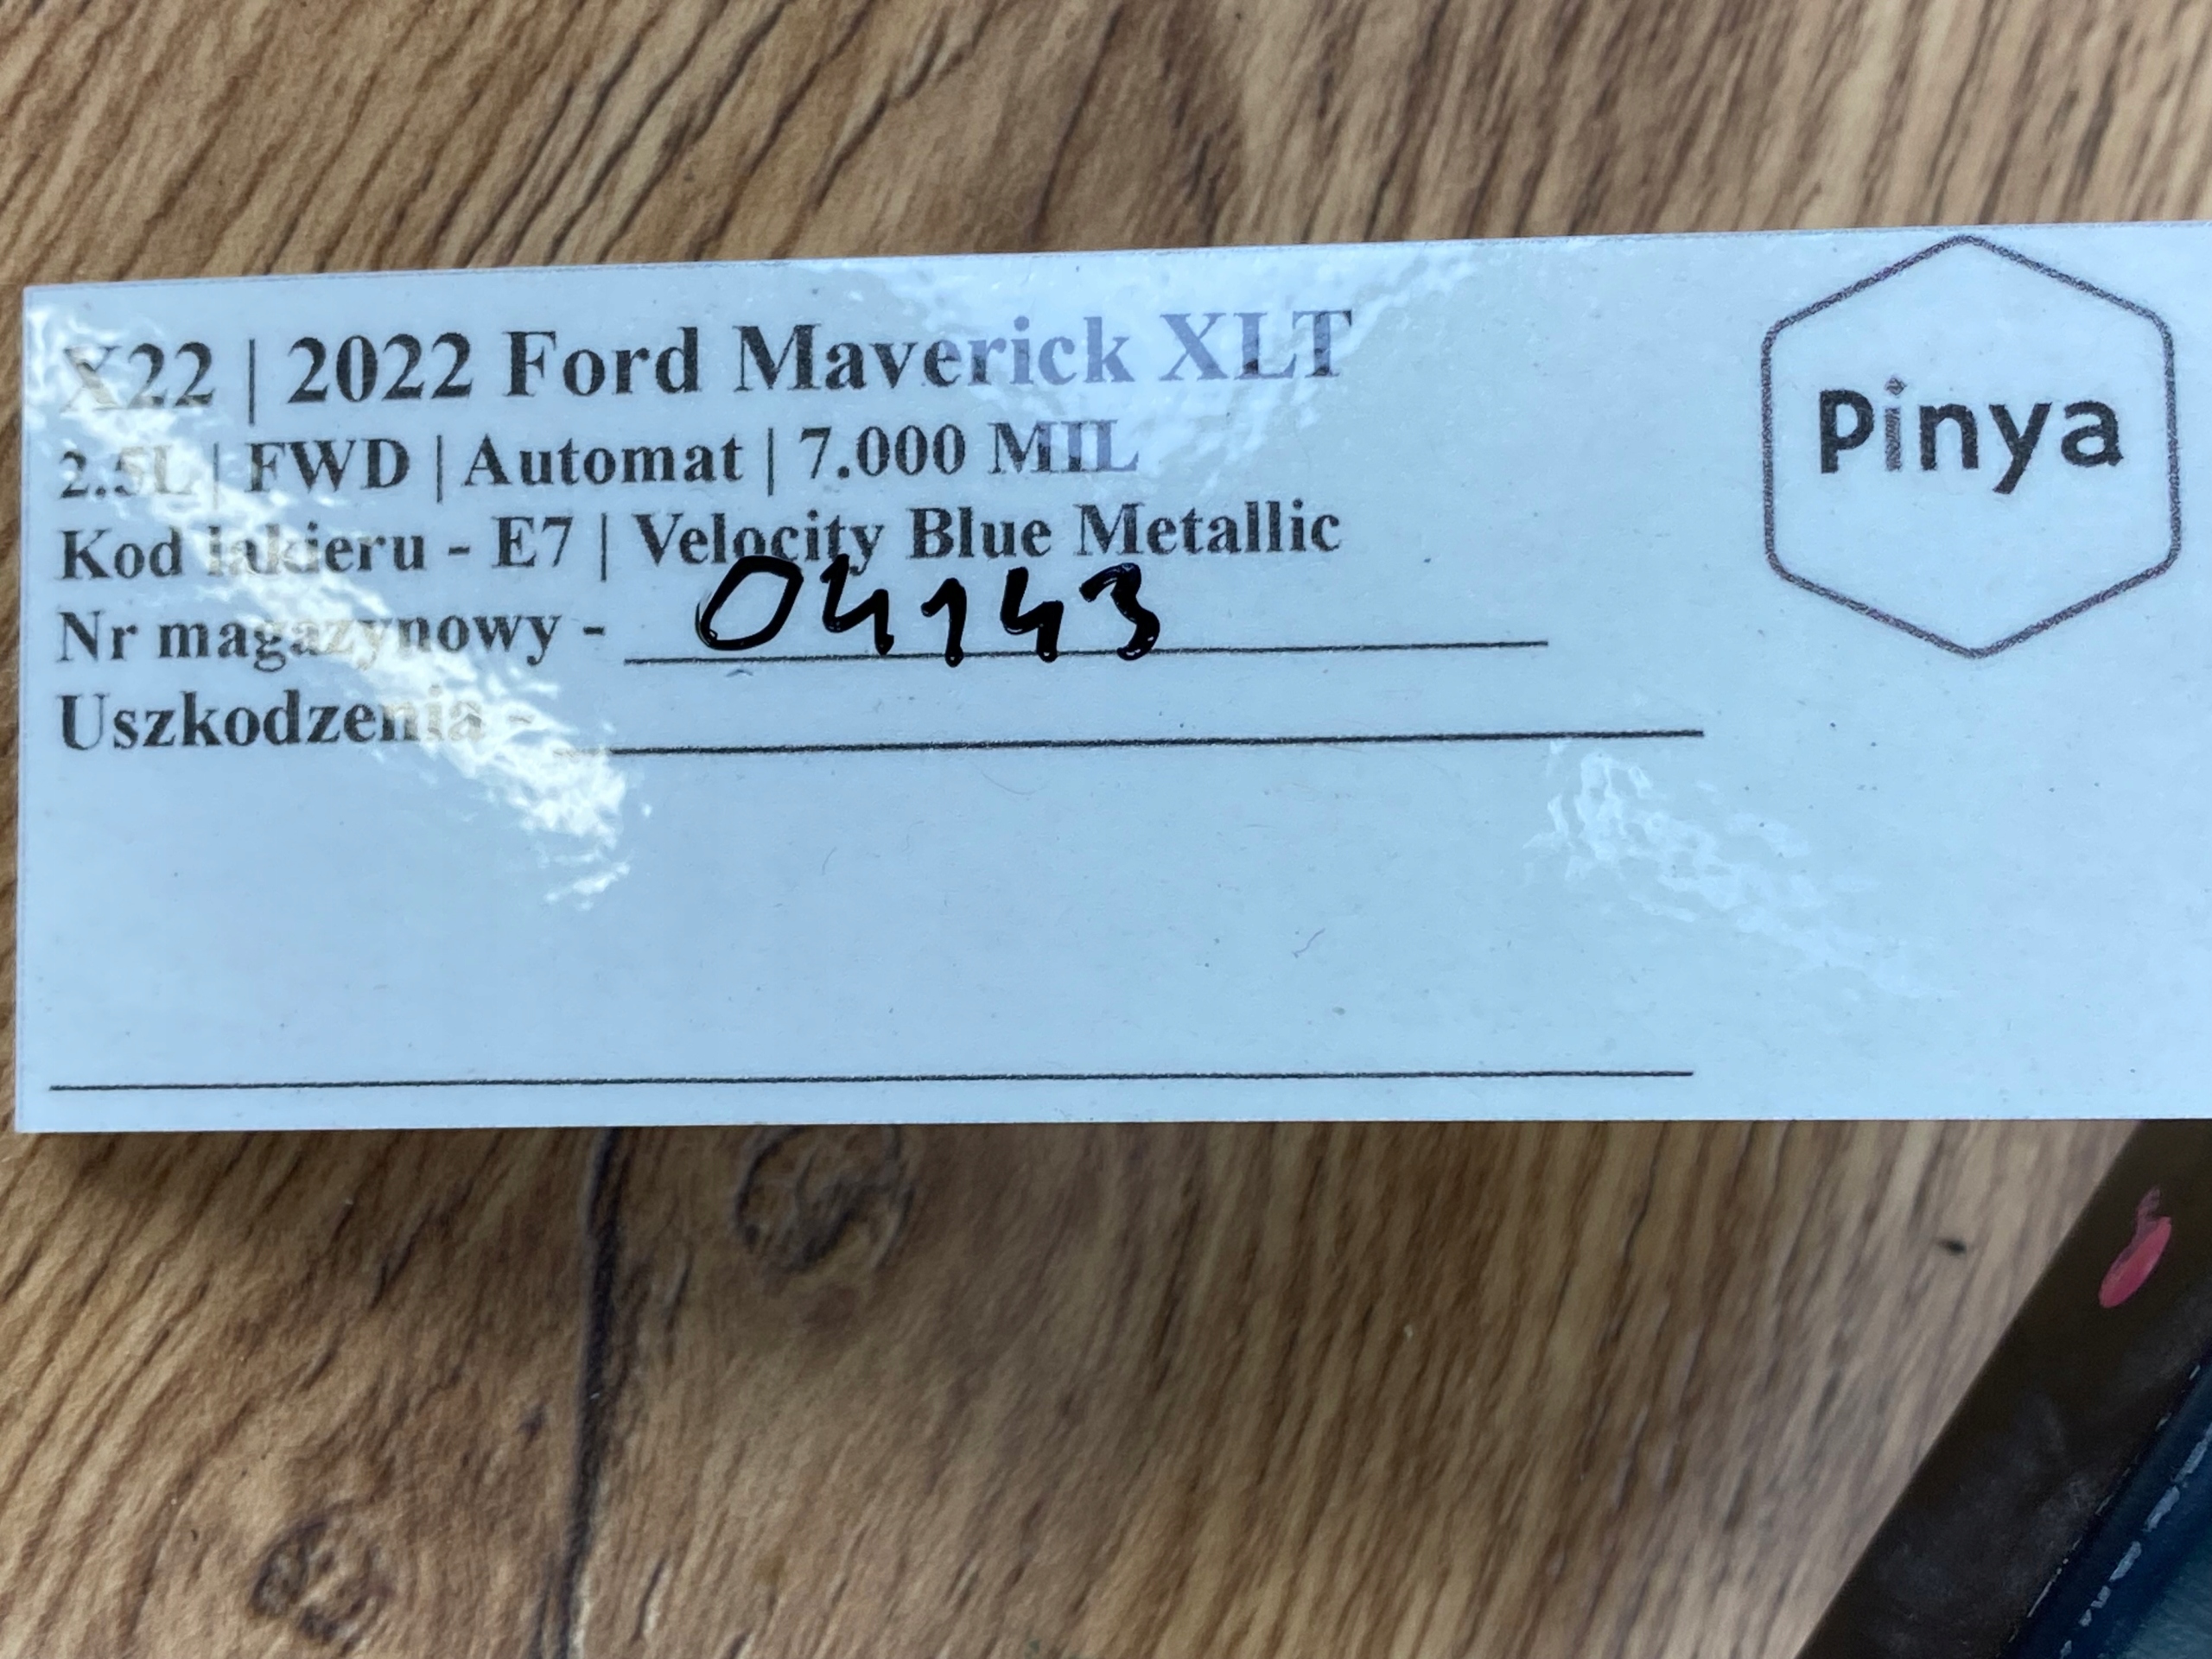 X22 | 2022 Ford Maverick XLT
Pinya
2.5L | FWD | Automat | 7.000 MIL
Kod lakieru - E7 | Velocity Blue Metallic
Nr magazynowy - 04143
Uszkodzenia -